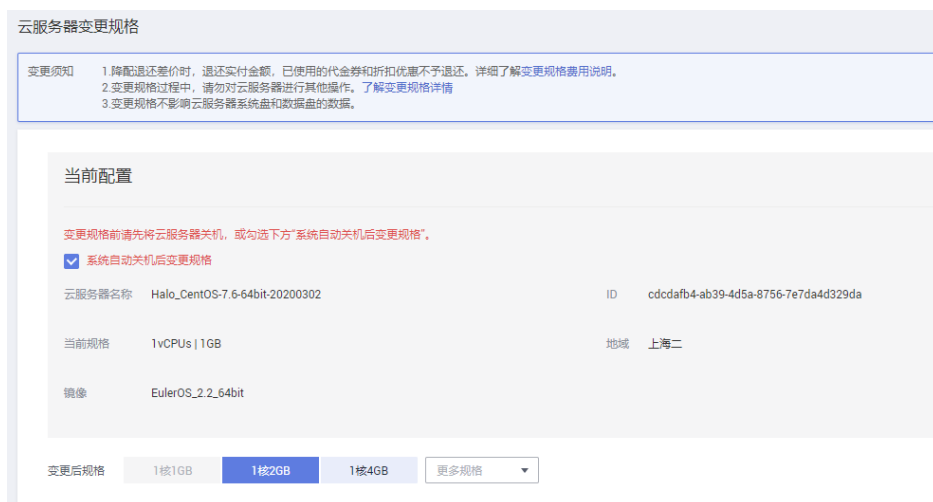 云服务器变更规格
变更须知 1.降配退还差价时，退还实付金额，已使用的代金券和折扣优惠不予退还。详细了解变更规格费用说明。
2.变更规格过程中，请勿对云服务器进行其他操作。了解变更规格详情
3.变更规格不影响云服务器系统盘和数据盘的数据。
当前配置
变更规格前请先将云服务器关机，或勾选下方“系统自动关机后变更规格”。
系统自动关机后变更规格
云服务器名称 Halo_CentOS-7.6-64bit-20200302 ID cdcdafb4-ab39-4d5a-8756-7e7da4d329da
当前规格 1vCPUs | 1GB 地域 上海二
镜像 EulerOS_2.2_64bit
变更后规格 1核1GB 1核2GB 1核4GB 更多规格